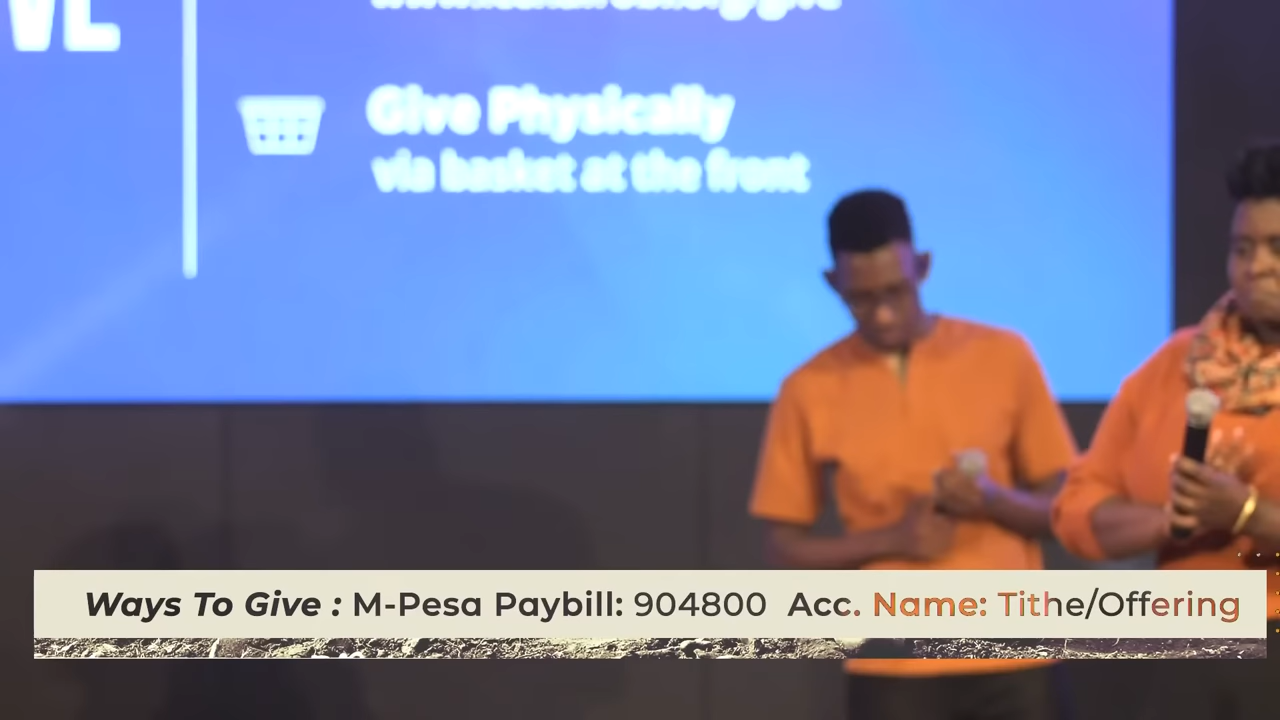 Give Physically
via basket at the front
Ways To Give : M-Pesa Paybill: 904800 Acc. Name: Tithe/Offering